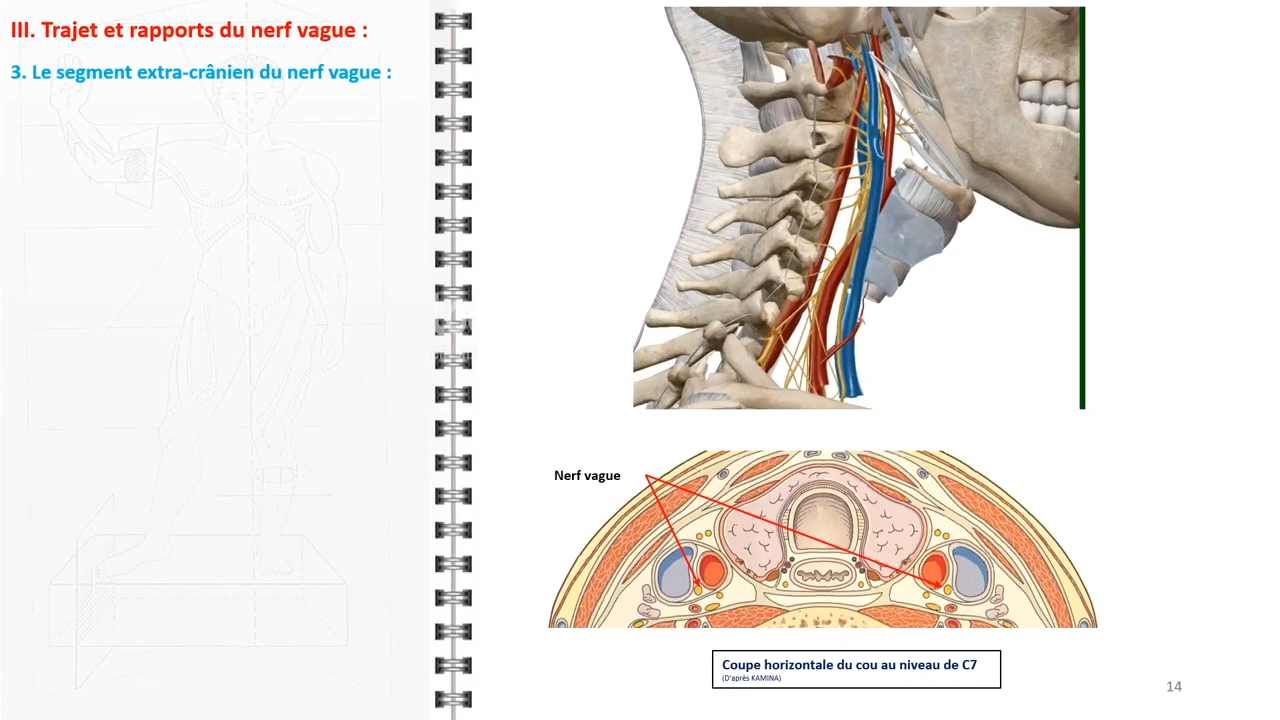 III. Trajet et rapports du nerf vague :
3. Le segment extra-crânien du nerf vague :
Nerf vague
Coupe horizontale du cou au niveau de C7
(D'après KAMINA)
14